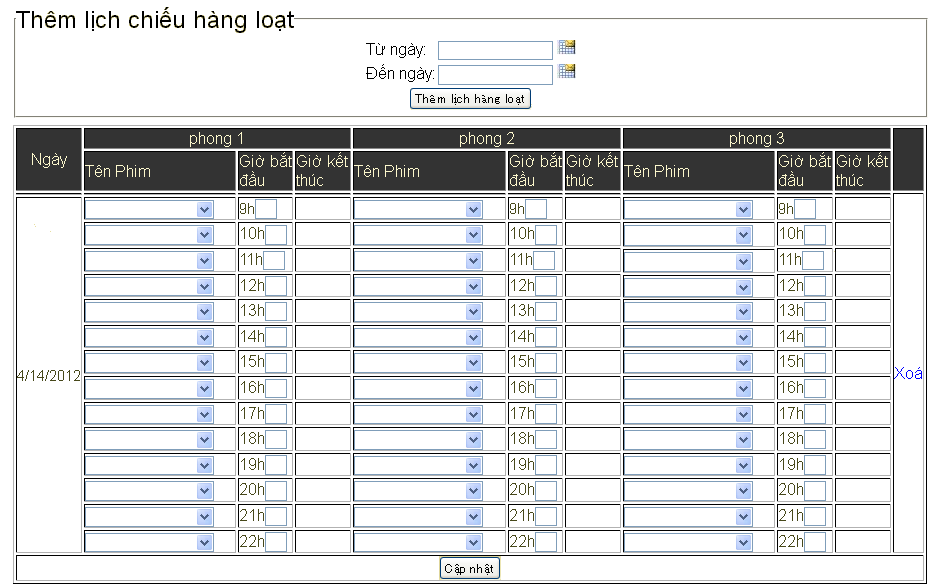 Thêm lịch chiếu hàng loạt
Từ ngày:
Đến ngày:
Thêm lịch hàng loạt
phong 1 phong 2 phong 3
Ngày
Tên Phim Giờ bắt đầu Giờ kết thúc Tên Phim Giờ bắt đầu Giờ kết thúc Tên Phim Giờ bắt đầu Giờ kết thúc
9h 9h 9h
10h 10h 10h
11h 11h 11h
12h 12h 12h
13h 13h 13h
14h 14h 14h
15h 15h 15h
4/14/2012 Xoá
16h 16h 16h
17h 17h 17h
18h 18h 18h
19h 19h 19h
20h 20h 20h
21h 21h 21h
22h 22h 22h
Cập nhật